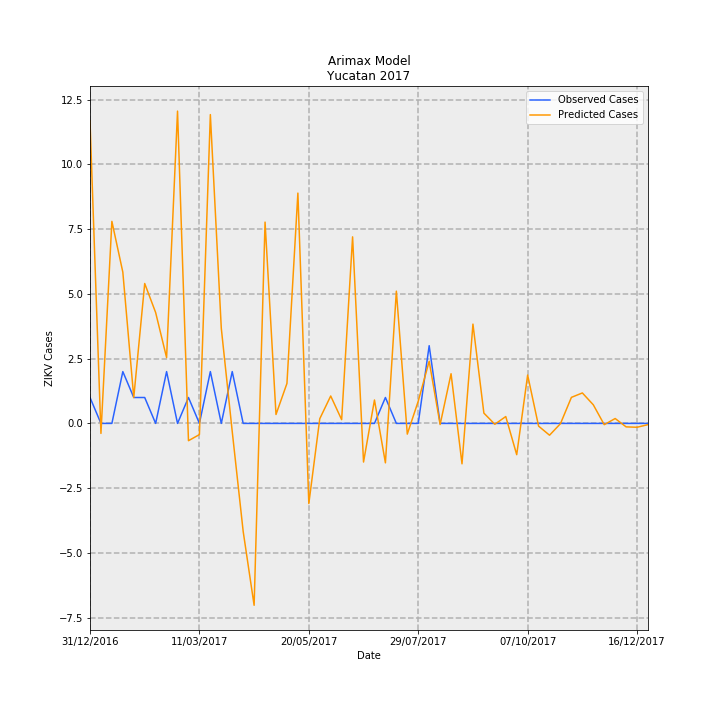 Arimax Model
Yucatan 2017
Observed Cases
Predicted Cases
12.5
10.0
7.5
5.0
2.5
0.0
−2.5
−5.0
−7.5
ZIKV Cases
31/12/2016 11/03/2017 20/05/2017 29/07/2017 07/10/2017 16/12/2017
Date